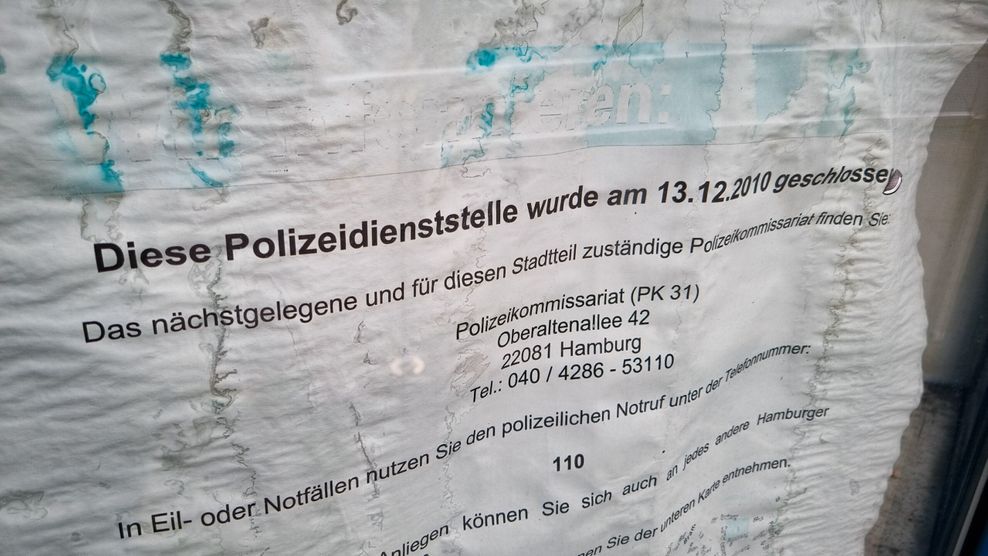 Diese Polizeidienststelle wurde am 13.12.2010 geschlossen
Das nächstgelegene und für diesen Stadtteil zuständige Polizeikommissariat finden Sie:
Polizeikommissariat (PK 31)
Oberaltenallee 42
22081 Hamburg
Tel.: 040 / 4286 - 53110
In Eil- oder Notfällen nutzen Sie den polizeilichen Notruf unter der Telefonnummer:
110
Anliegen können Sie sich auch an jedes andere Hamburger
Sie der unteren Karte entnehmen.